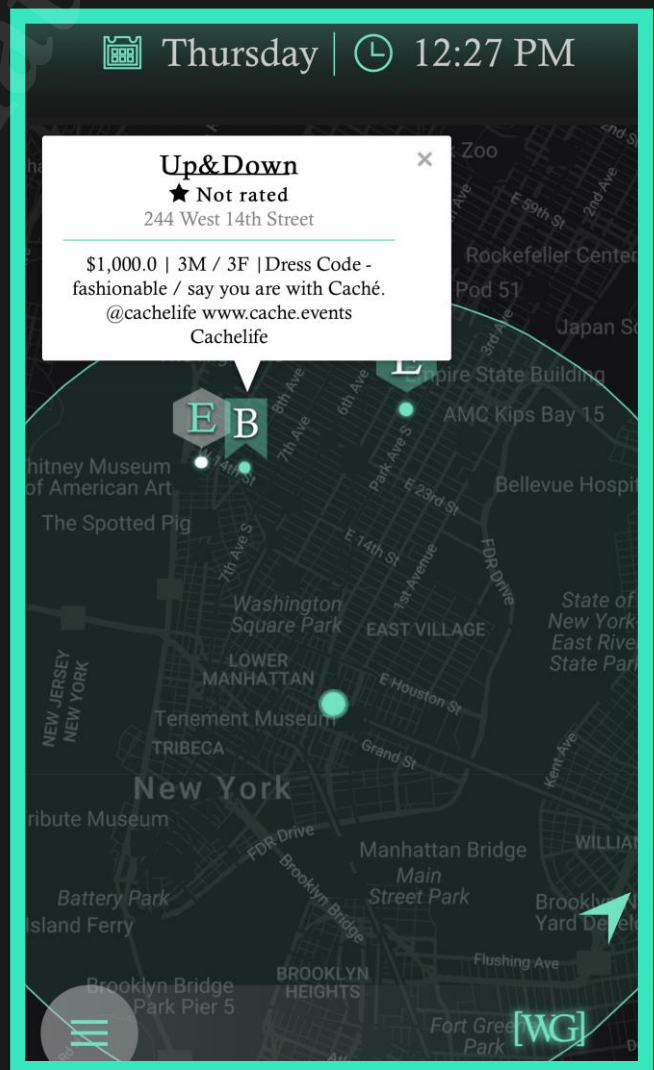 Thursday | 12:27 PM
Zoo
2nd Ave
E 59th St
Up&Down
×
★ Not rated
244 West 14th Street
Rockefeller Center
$1,000.0 | 3M / 3F |Dress Code -
Pod 51
fashionable / say you are with Caché.
@cachelife www.cache.events
3rd Ave
Japan
Cachelife
E
Empire State Building
8th Ave
6th Ave
E
B
AMC Kips Bay 15
7th Ave
Park Ave S
W 14th St
Whitney Museum
of American Art
E 23rd St
Bellevue
The Spotted Pig
7th Ave S
E 14th St
FDR Drive
1st Avenue
Washington
Square Park
State of
New York
East River
State Park
EAST VILLAGE
LOWER
MANHATTAN
NEW JERSEY
NEW YORK
E Houston St
Tenement Museum
TRIBECA
Grand St
Kent Ave
New York
Tribute Museum
FDR Drive
Manhattan Bridge
Main
Street Park
Battery Park
Brooklyn Bridge
Island Ferry
Brooklyn
Yard
Flushing Ave
BROOKLYN
HEIGHTS
Brooklyn Bridge
Park Pier 5
Fort Greene
Park
[WG]